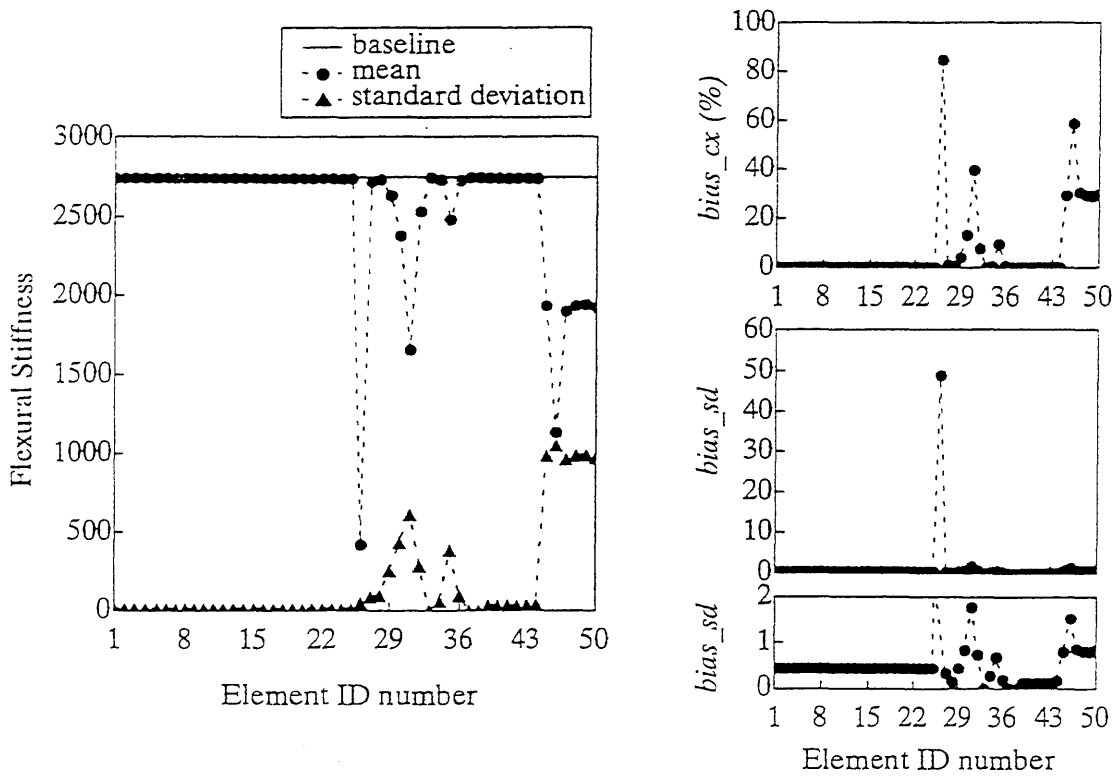 baseline
mean
standard deviation
3000
2500
2000
1500
1000
500
0
1 8 15 22 29 36 43 50
Flexural Stiffness
Element ID number
100
80
60
40
20
0
bias_cx (%)
1 8 15 22 29 36 43 50
60
50
40
30
20
10
0
bias_sd
2
1
0
bias_sd
1 8 15 22 29 36 43 50
Element ID number